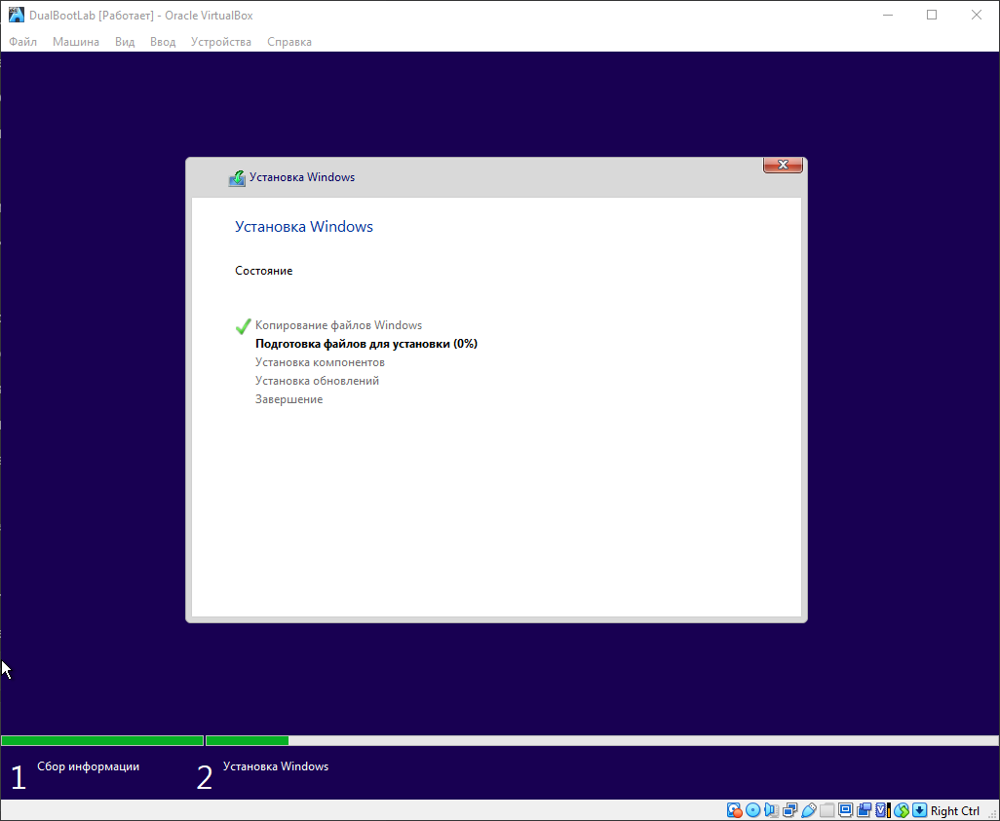 DualBootLab [Работает] - Oracle VirtualBox
Файл Машина Вид Ввод Устройства Справка
Установка Windows
Установка Windows
Состояние
Копирование файлов Windows
Подготовка файлов для установки (0%)
Установка компонентов
Установка обновлений
Завершение
1 Сбор информации 2 Установка Windows
Right Ctrl